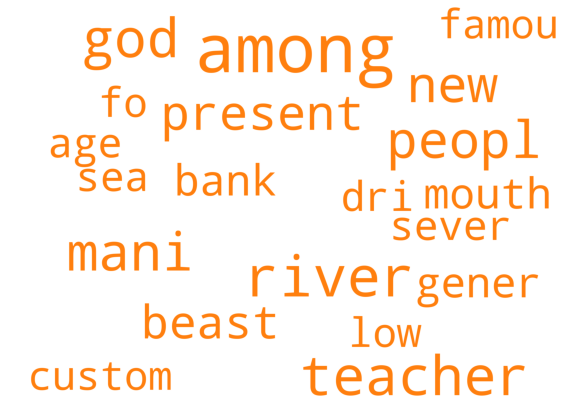 famou
god among
new
fo present
peopl
age
sea bank
dri mouth
sever
mani
river gener
beast
low
custom teacher